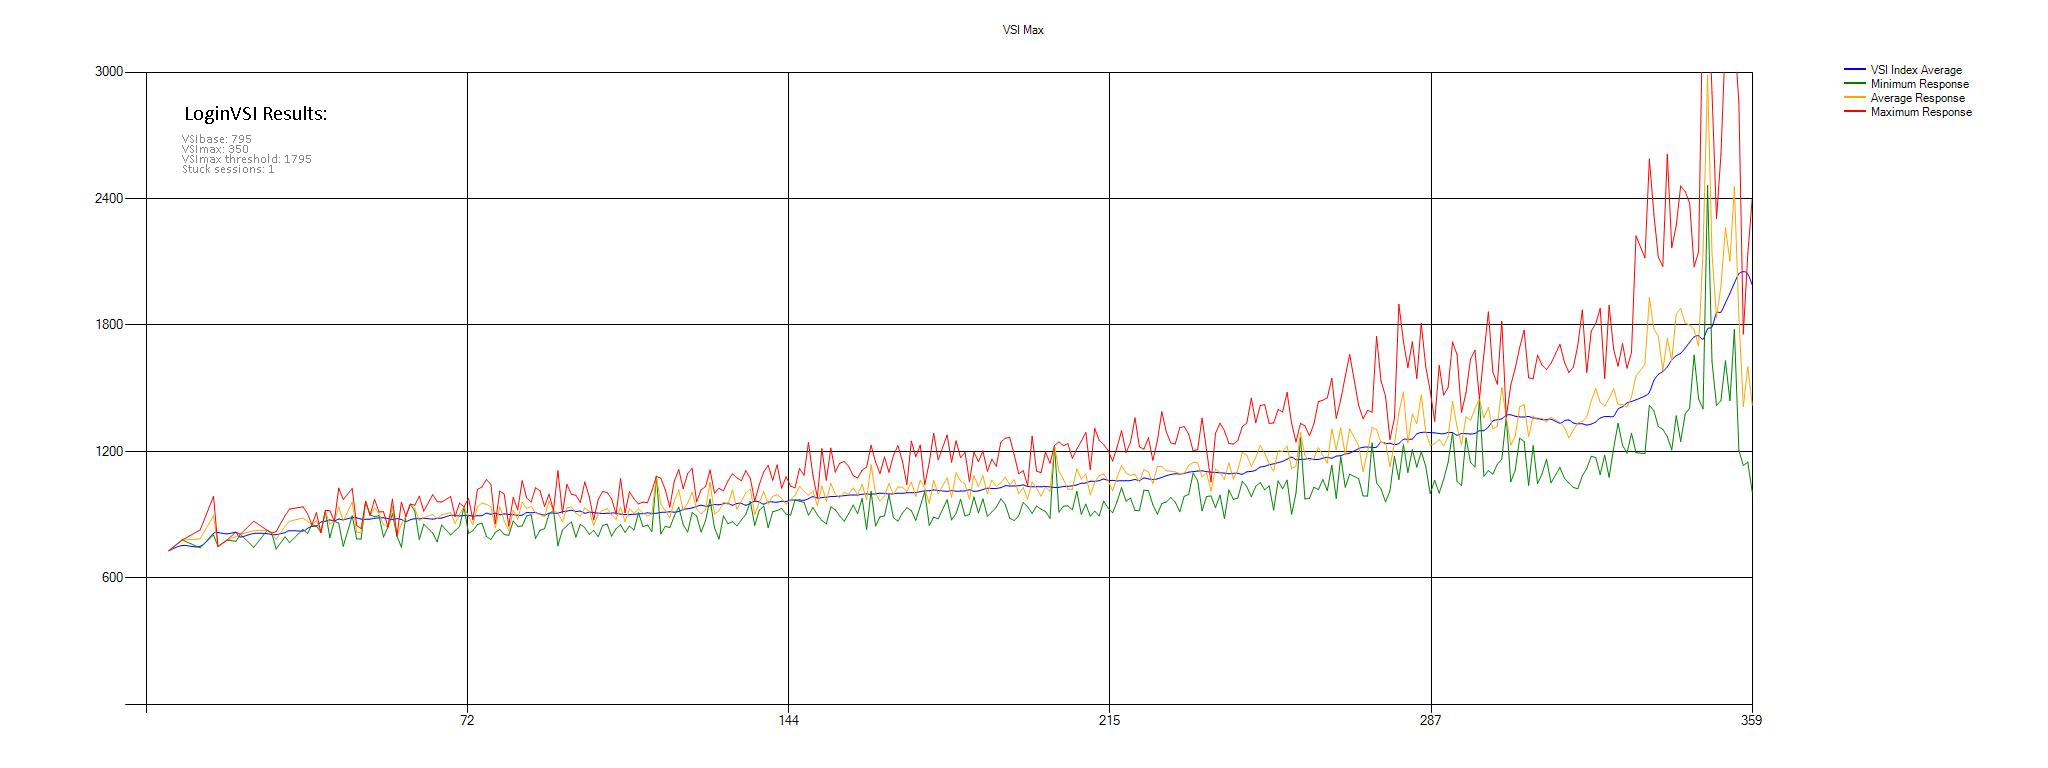 VSI Max
3000
2400
1800
1200
600
LoginVSI Results:
VSIbase: 795
VSImax: 350
VSImax threshold: 1795
Stuck sessions: 1
VSI Index Average
Minimum Response
Average Response
Maximum Response
72
144
215
287
359